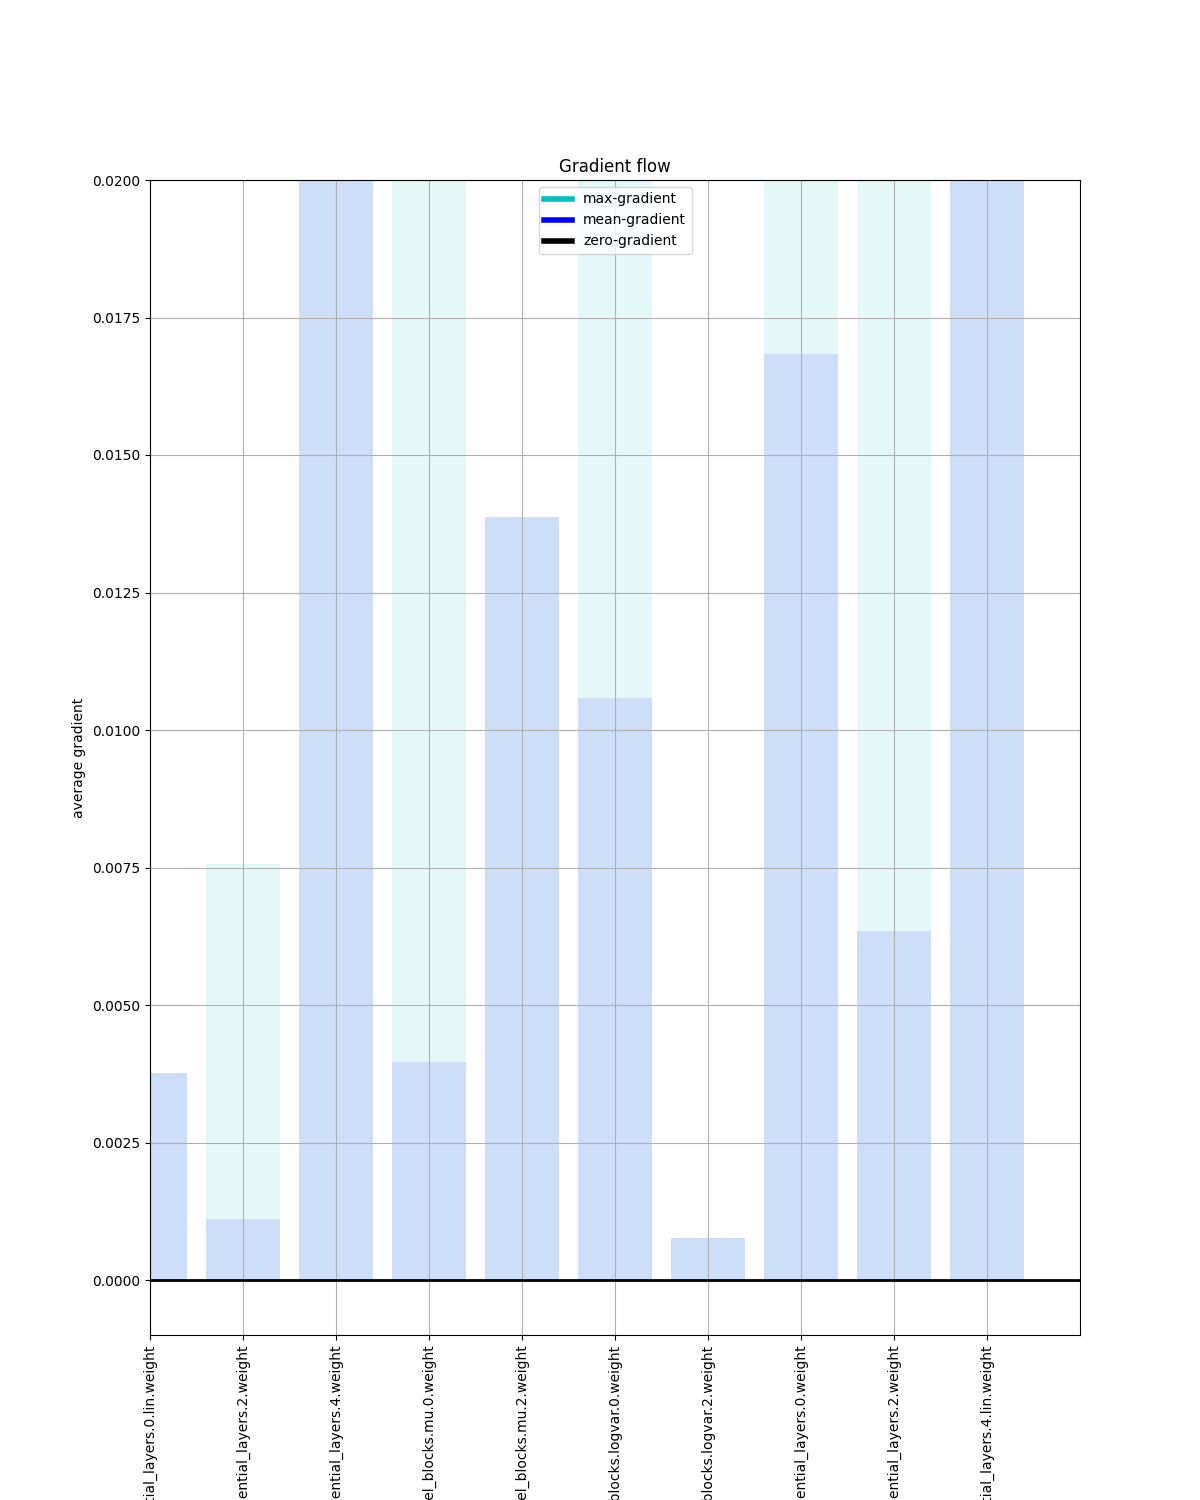 Gradient flow
max-gradient
mean-gradient
zero-gradient
0.0200
0.0175
0.0150
0.0125
0.0100
0.0075
0.0050
0.0025
0.0000
average gradient
tial_layers.0.lin.weight
ential_layers.2.weight
ential_layers.4.weight
el_blocks.mu.0.weight
el_blocks.mu.2.weight
blocks.logvar.0.weight
blocks.logvar.2.weight
ential_layers.0.weight
ential_layers.2.weight
tial_layers.4.lin.weight